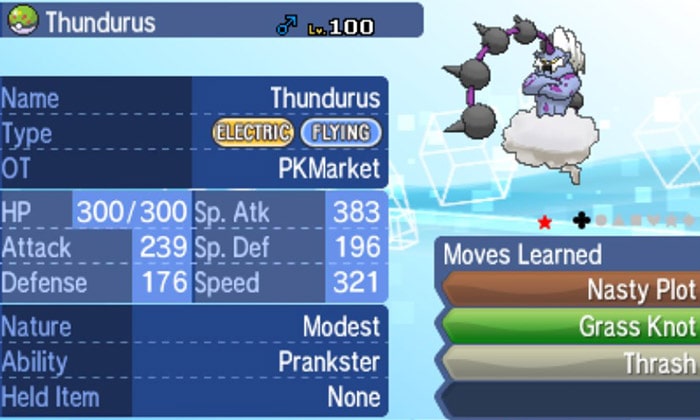 Thundurus ♂ Lv.100
Name Thundurus
Type ELECTRIC FLYING
OT PKMarket
HP 300/300 Sp. Atk 383
Attack 239 Sp. Def 196
Defense 176 Speed 321
Nature Modest
Ability Prankster
Held Item None
Moves Learned
Nasty Plot
Grass Knot
Thrash